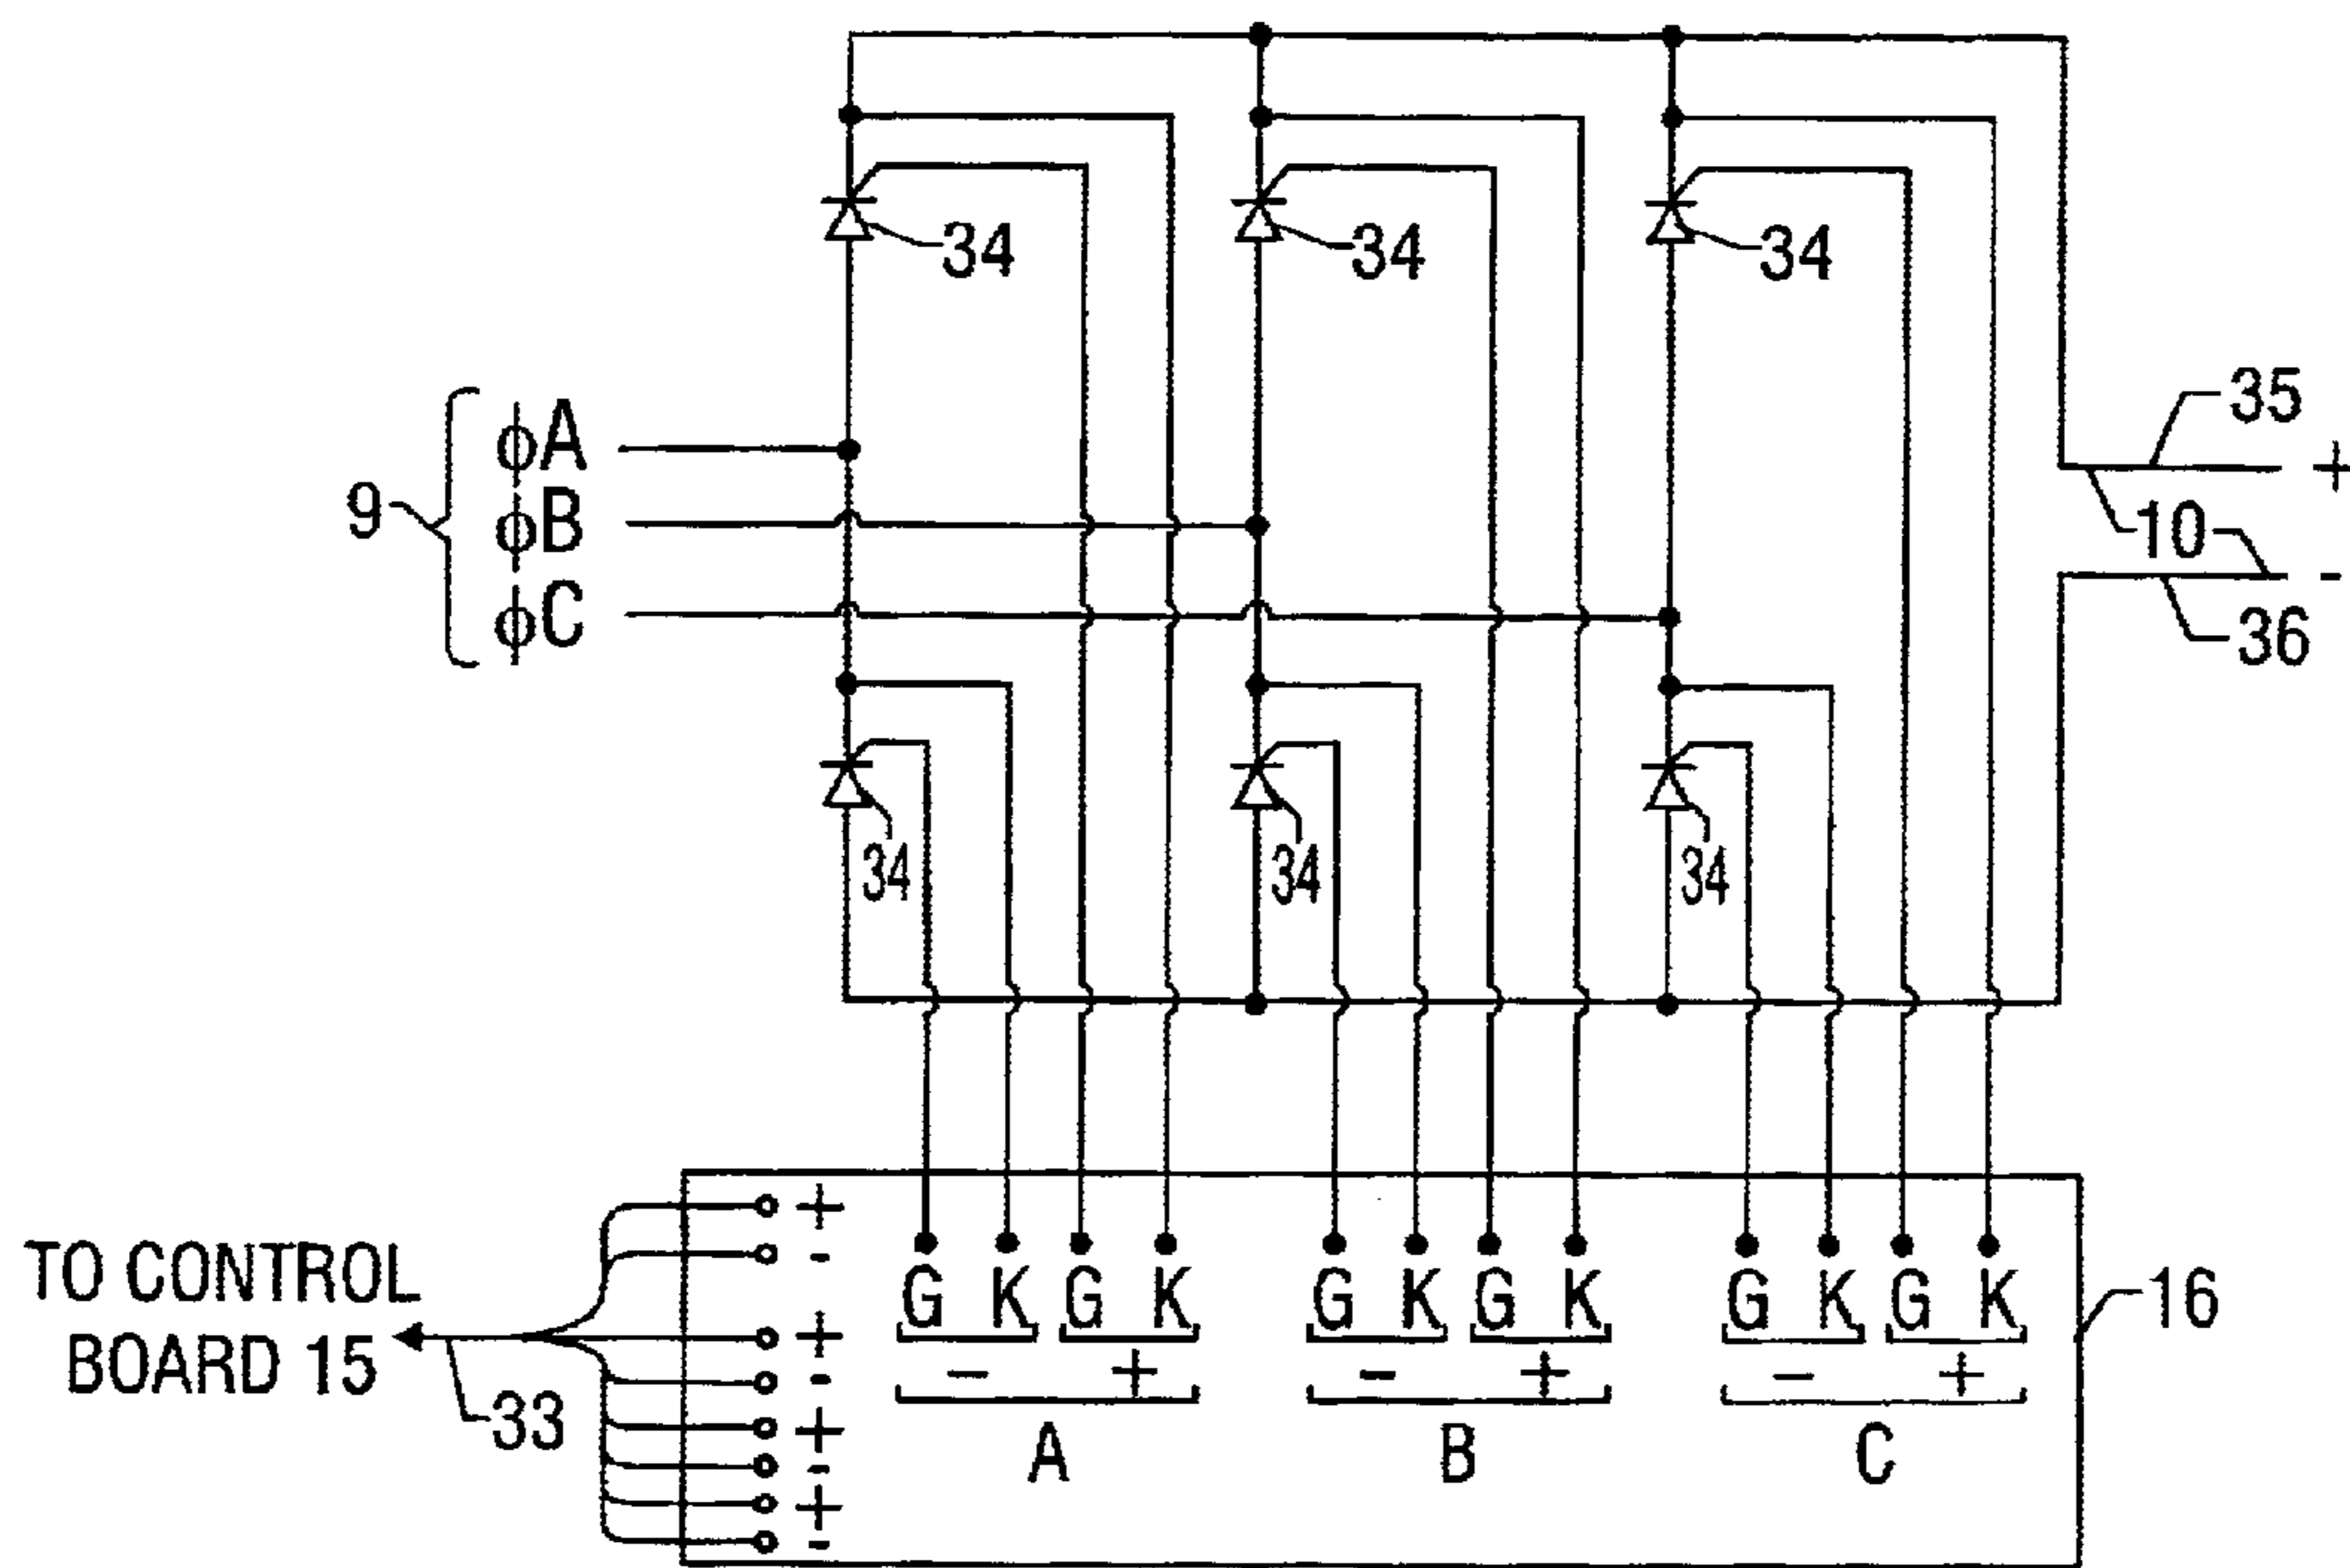 34 34 34
35
φA
+
9 φB
10
-
φC
36
34 34 34
+
-
TO CONTROL
BOARD 15
33
+
-
+
-
+
-
G K G K G K G K G K G K
16
- + - + - +
A B C